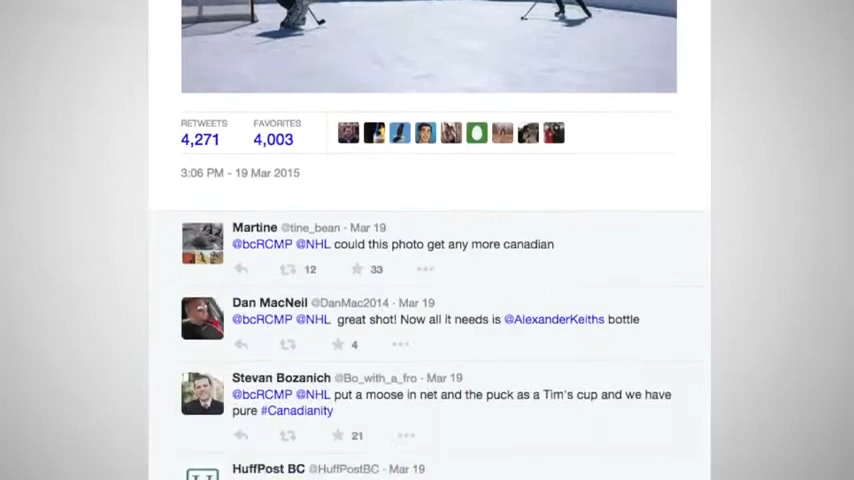 RETWEETS FAVORITES
4,271 4,003
3:06 PM - 19 Mar 2015
Martine @tine_bean · Mar 19
@bcRCMP @NHL could this photo get any more canadian
12 33
Dan MacNeil @DanMac2014 · Mar 19
@bcRCMP @NHL great shot! Now all it needs is @AlexanderKeiths bottle
4
Stevan Bozanich @Bo_with_a_fro · Mar 19
@bcRCMP @NHL put a moose in net and the puck as a Tim's cup and we have
pure #Canadianity
21
HuffPost BC @HuffPostBC · Mar 19